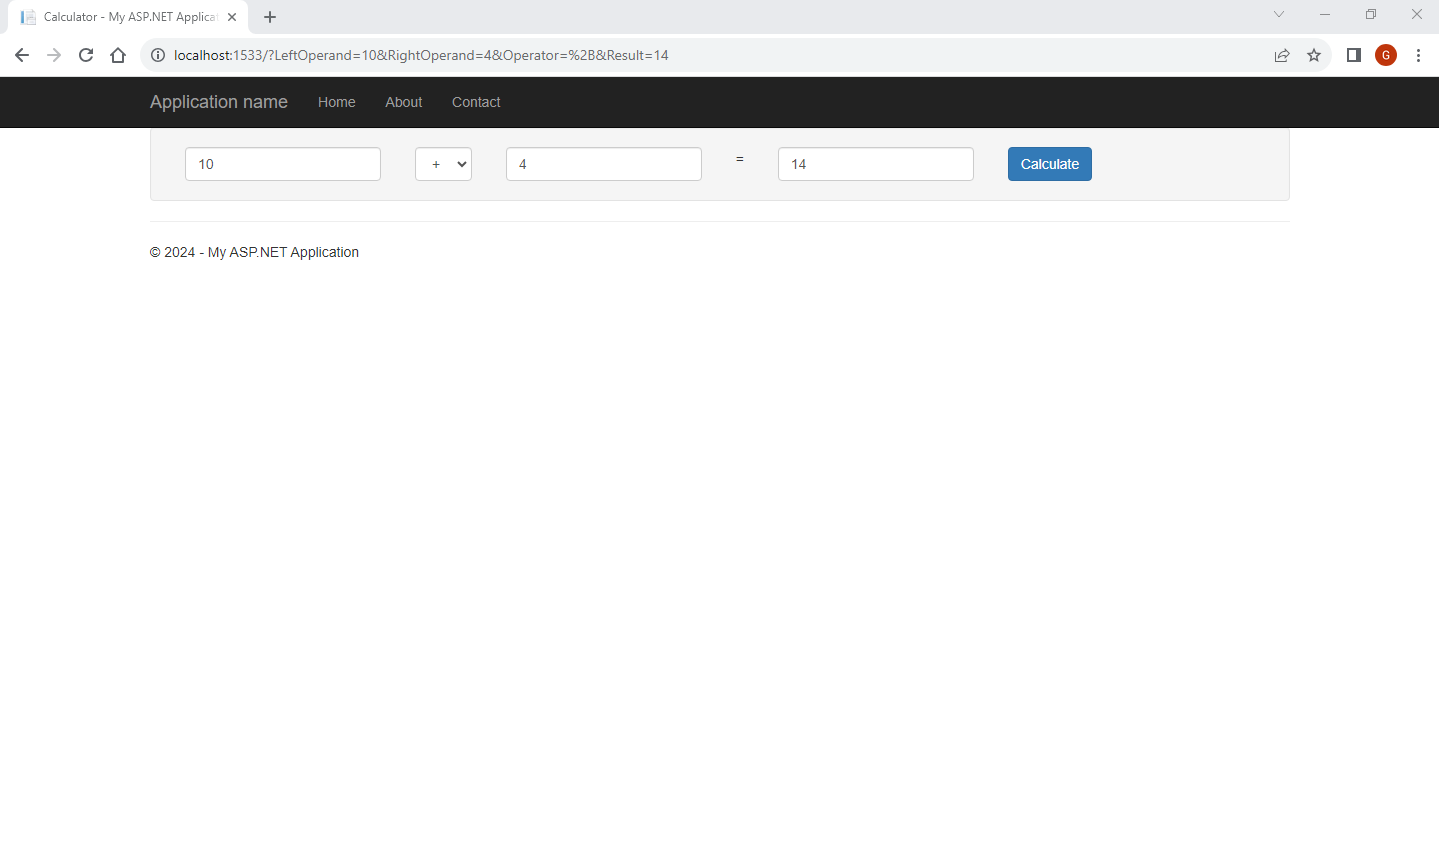 Calculator - My ASP.NET Applica
localhost:1533/?LeftOperand=10&RightOperand=4&Operator=%2B&Result=14
G
Application name Home About Contact
10 + 4 = 14 Calculate
© 2024 - My ASP.NET Application